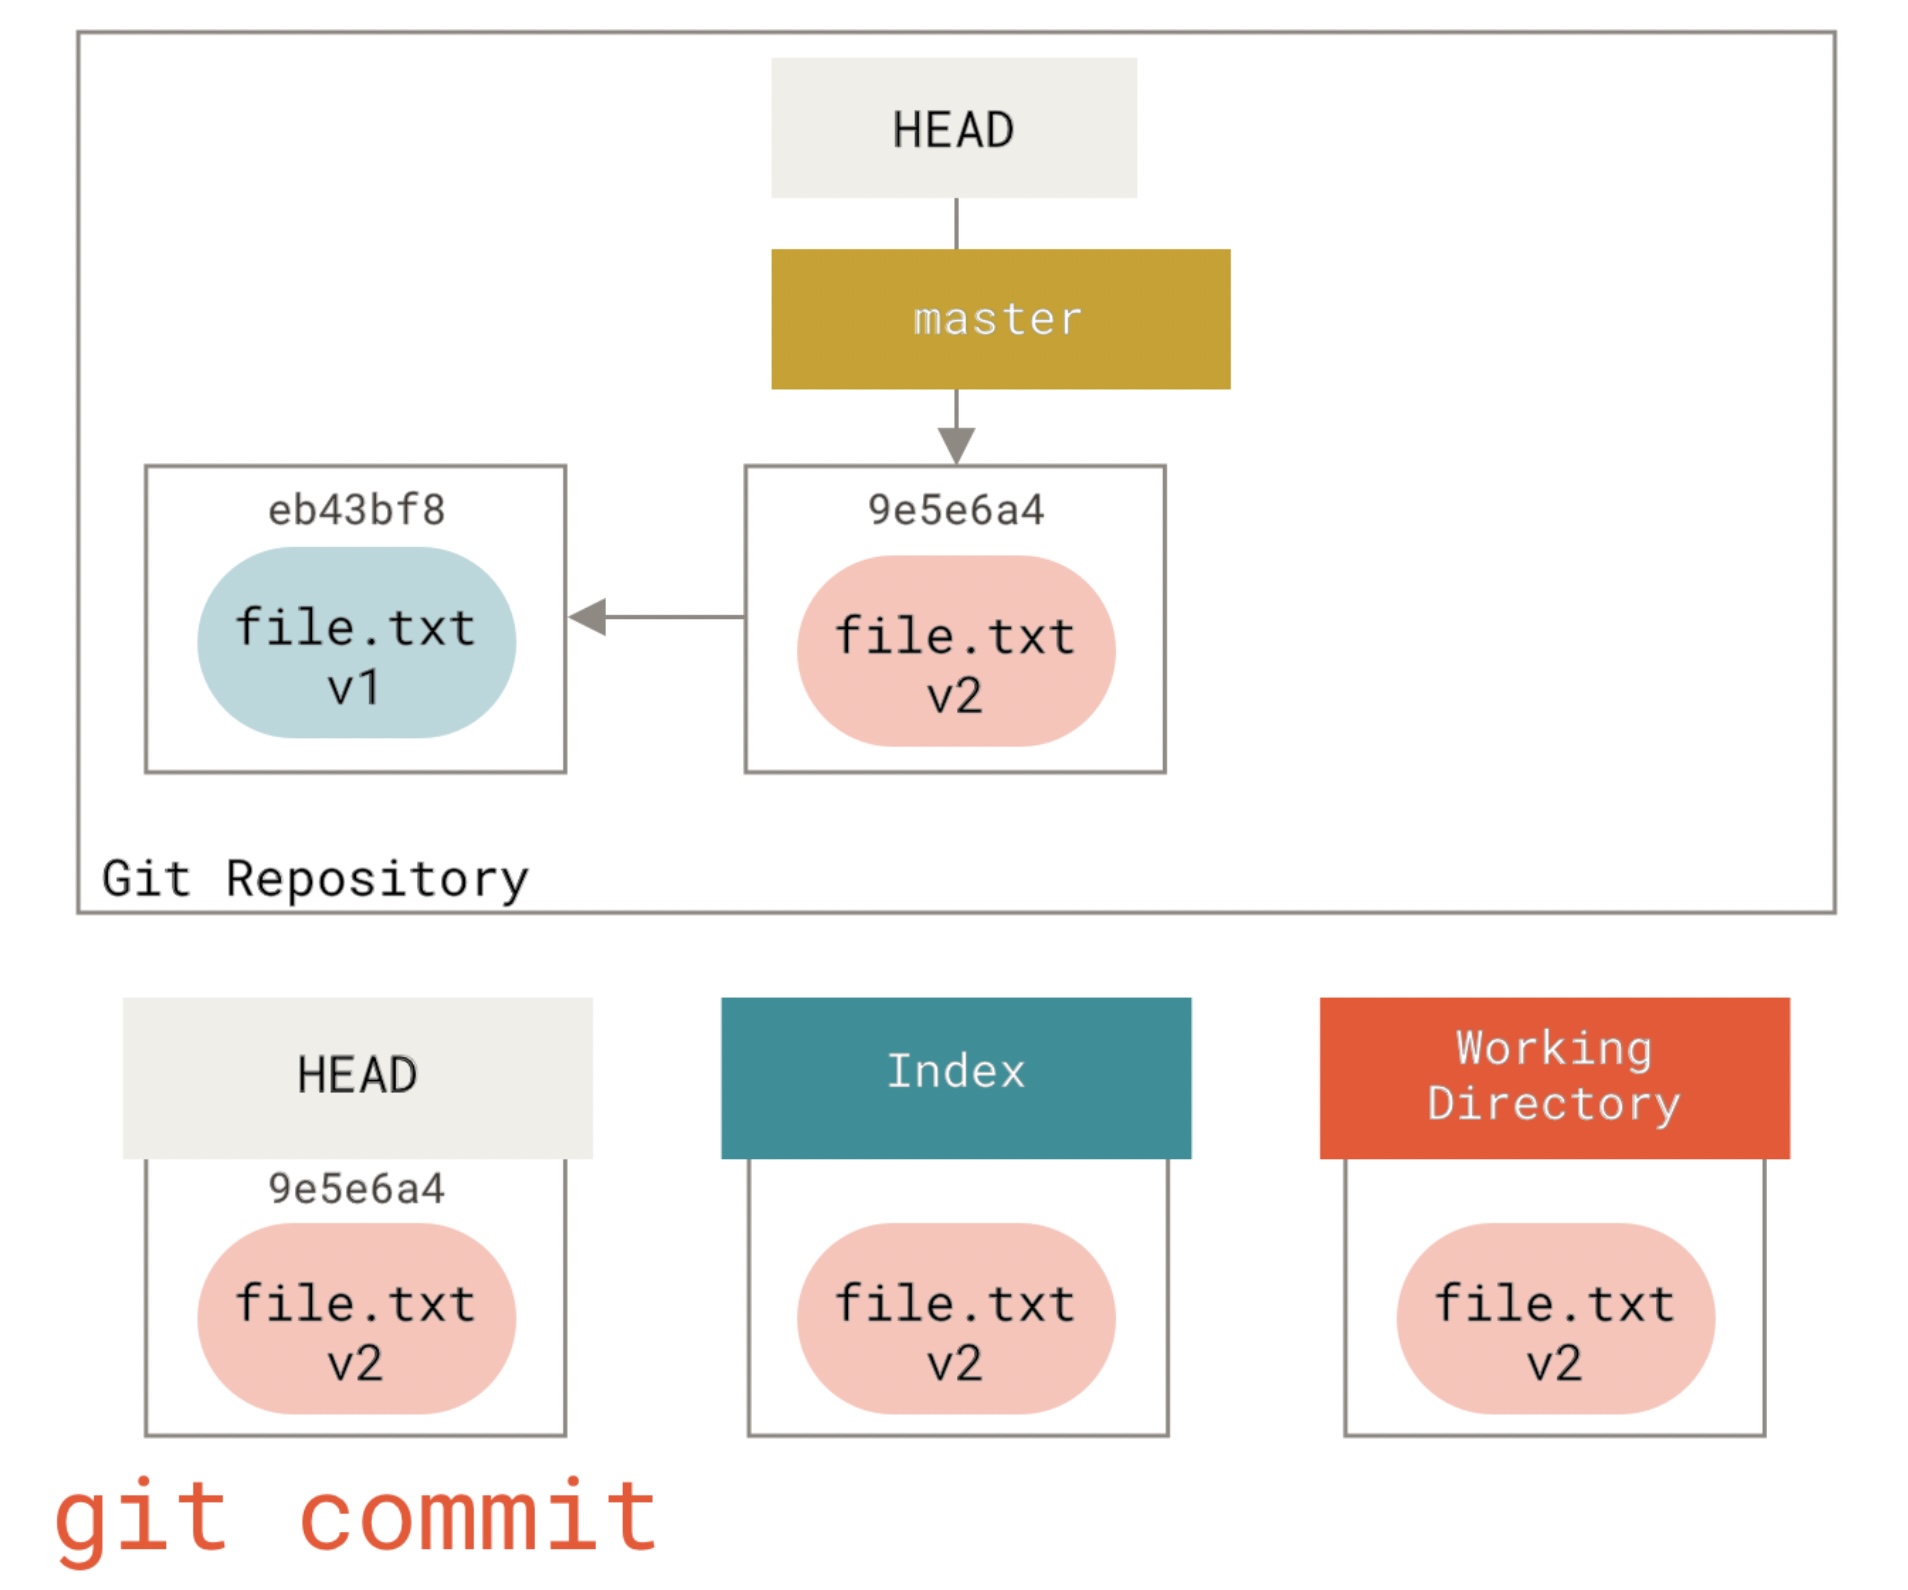 HEAD
master
eb43bf8
file.txt
v1
9e5e6a4
file.txt
v2
Git Repository
HEAD
9e5e6a4
file.txt
v2
Index
file.txt
v2
Working
Directory
file.txt
v2
git commit